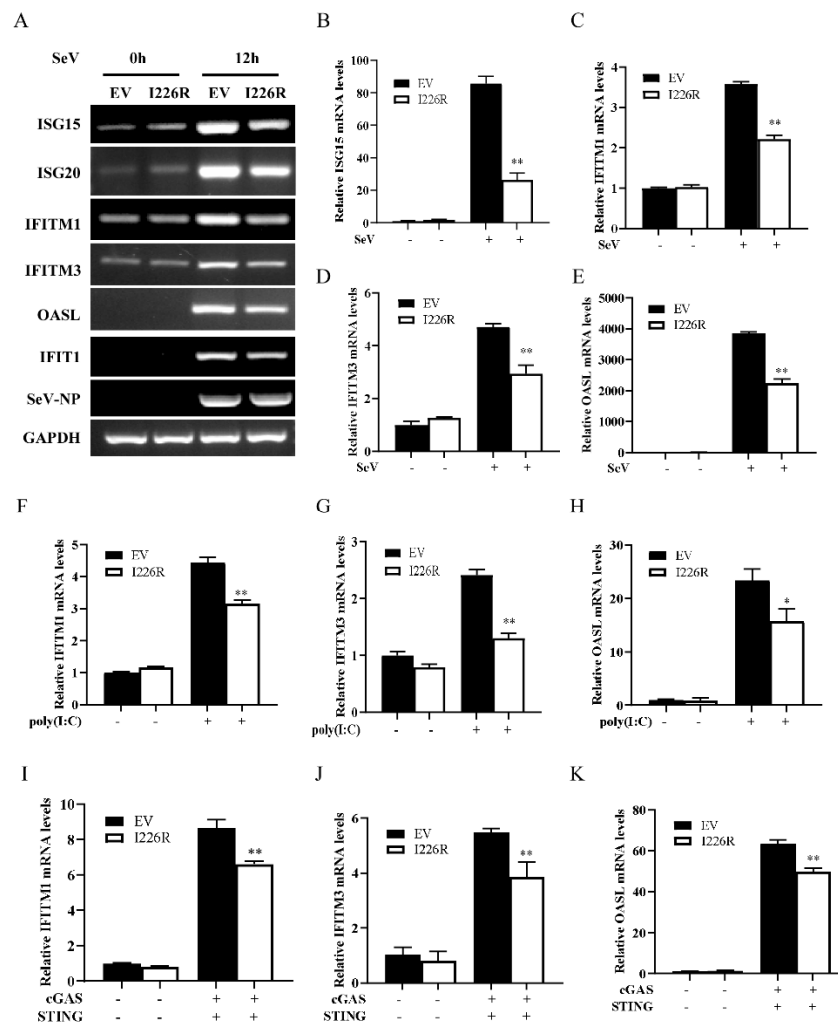 A
SeV 0h 12h
EV I226R EV I226R
ISG15
ISG20
IFITM1
IFITM3
OASL
IFIT1
SeV-NP
GAPDH
B
Relative ISG15 mRNA levels
100
80
60
40
20
0
EV
I226R
**
SeV - - + +
C
Relative IFITM1 mRNA levels
4
3
2
1
0
EV
I226R
**
SeV - - + +
D
Relative IFITM3 mRNA levels
6
4
2
0
EV
I226R
**
SeV - - + +
E
Relative OASL mRNA levels
5000
4000
3000
2000
1000
0
EV
I226R
**
SeV - - + +
F
Relative IFITM1 mRNA levels
5
4
3
2
1
0
EV
I226R
**
poly(I:C) - - + +
G
Relative IFITM3 mRNA levels
3
2
1
0
EV
I226R
**
poly(I:C) - - + +
H
Relative OASL mRNA levels
30
20
10
0
EV
I226R
*
poly(I:C) - - + +
I
Relative IFITM1 mRNA levels
10
8
6
4
2
0
EV
I226R
**
cGAS - - + +
STING - - + +
J
Relative IFITM3 mRNA levels
6
4
2
0
EV
I226R
**
cGAS - - + +
STING - - + +
K
Relative OASL mRNA levels
80
60
40
20
0
EV
I226R
**
cGAS - - + +
STING - - + +